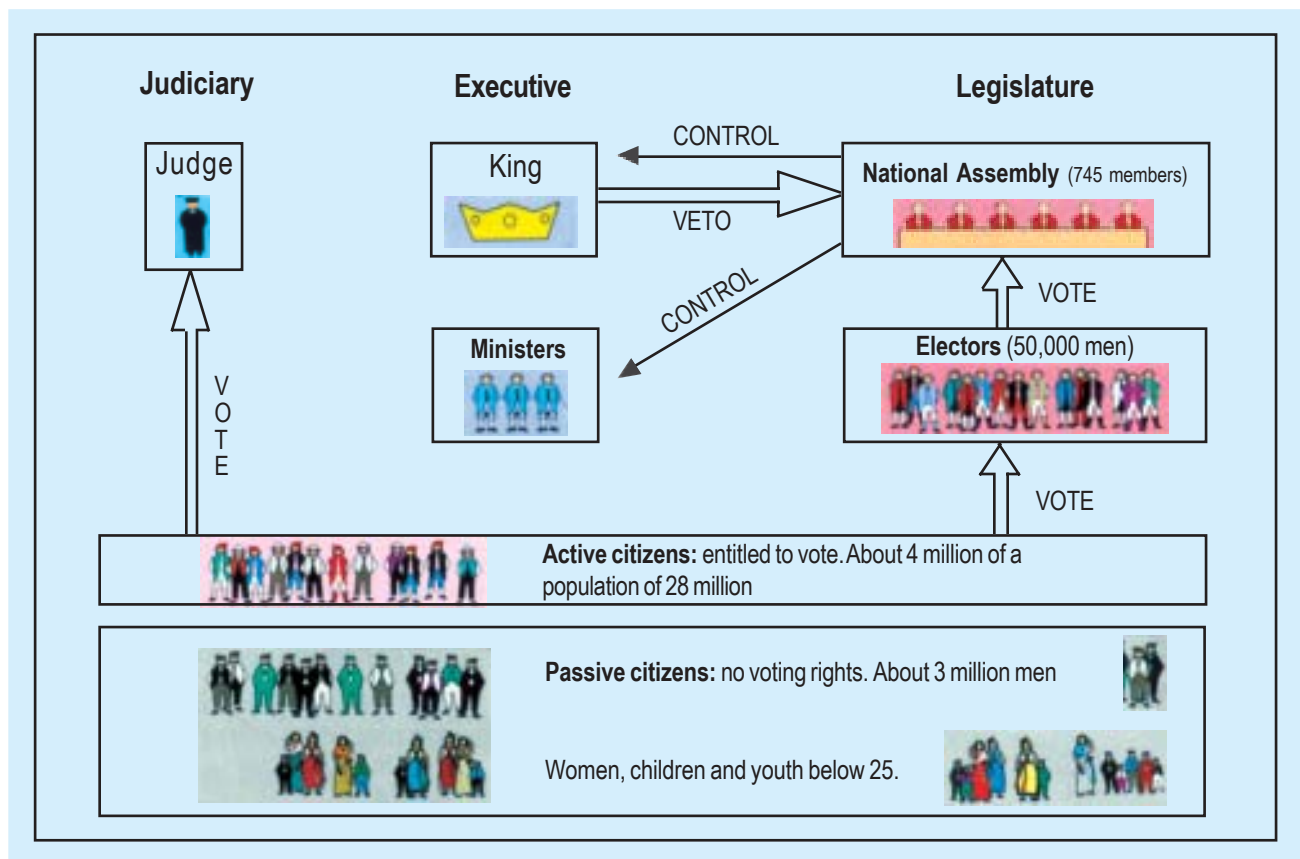 Judiciary
Executive
Legislature
Judge
King
CONTROL
VETO
National Assembly (745 members)
CONTROL
VOTE
Ministers
Electors (50,000 men)
VOTE
VOTE
Active citizens: entitled to vote. About 4 million of a
population of 28 million
Passive citizens: no voting rights. About 3 million men
Women, children and youth below 25.